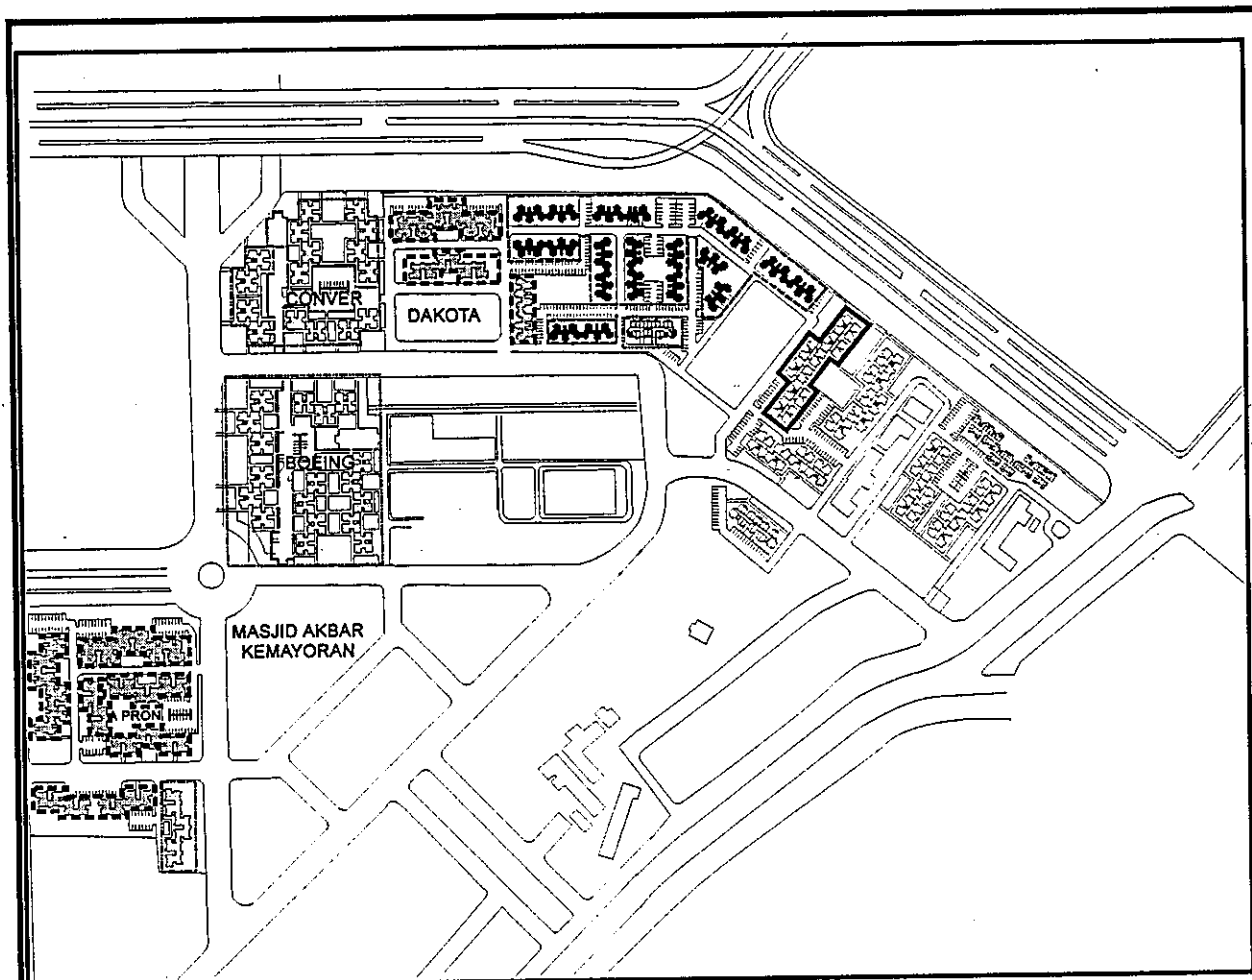 CONVER
DAKOTA
BOEING
MASJID AKBAR
KEMAYORAN
A PRON